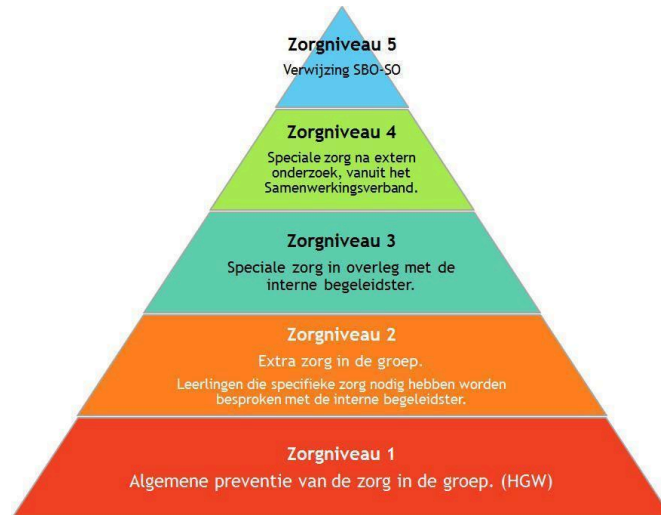 Zorgniveau 5
Verwijzing SBO-SO
Zorgniveau 4
Speciale zorg na extern
onderzoek, vanuit het
Samenwerkingsverband.
Zorgniveau 3
Speciale zorg in overleg met de
interne begeleidster.
Zorgniveau 2
Extra zorg in de groep.
Leerlingen die specifieke zorg nodig hebben worden
besproken met de interne begeleidster.
Zorgniveau 1
Algemene preventie van de zorg in de groep. (HGW)